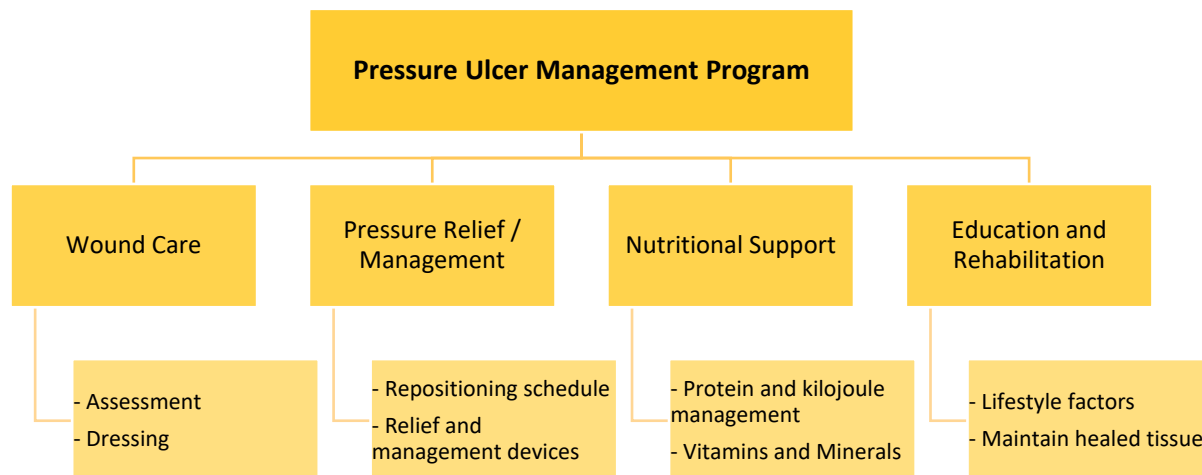 Pressure Ulcer Management Program
Wound Care
Pressure Relief /
Management
Nutritional Support
Education and
Rehabilitation
- Assessment
- Dressing
- Repositioning schedule
- Relief and
management devices
- Protein and kilojoule
management
- Vitamins and Minerals
- Lifestyle factors
- Maintain healed tissue